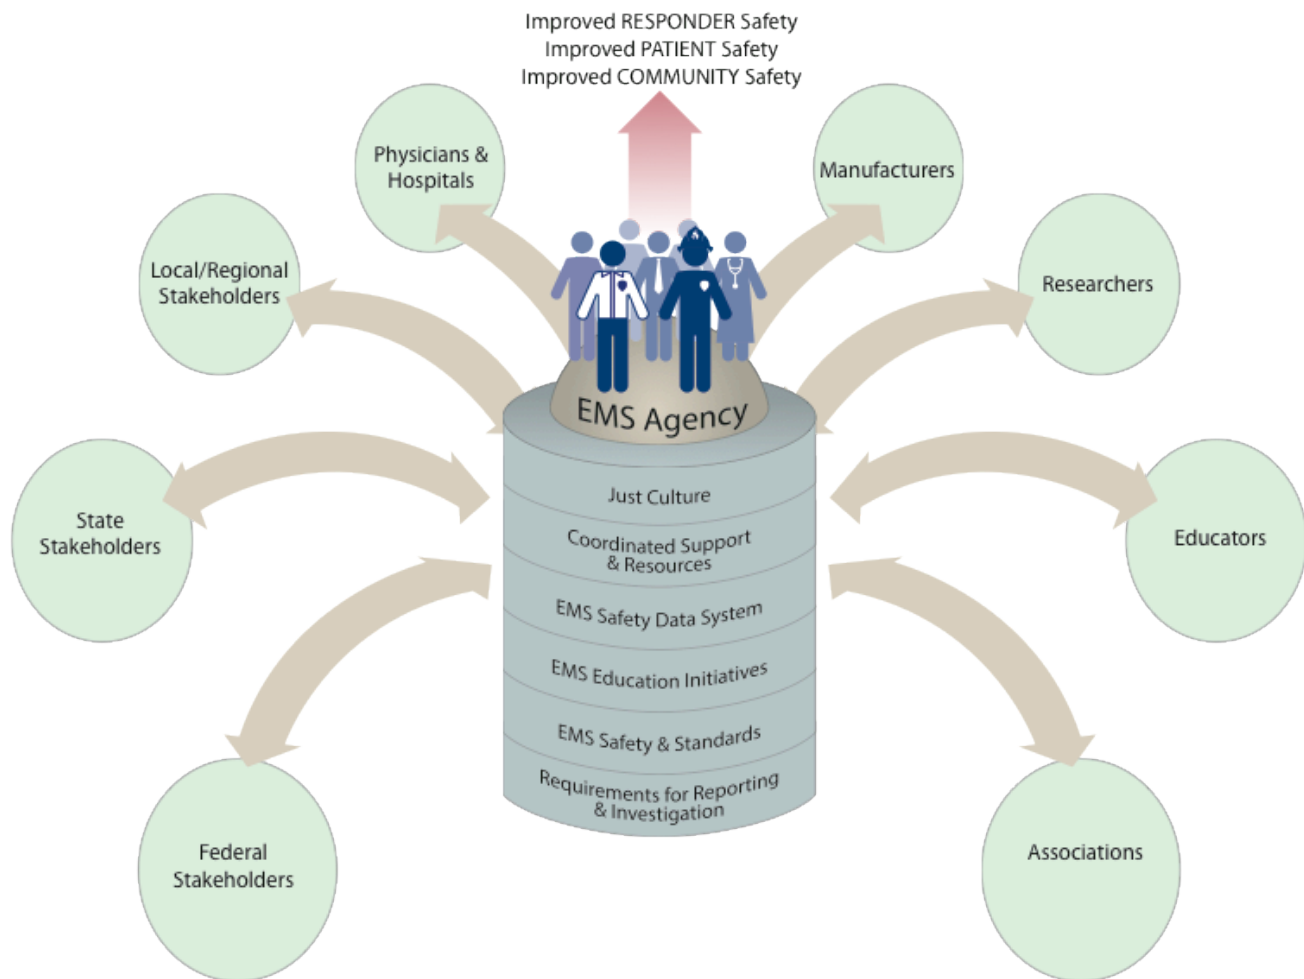 Improved RESPONDER Safety
Improved PATIENT Safety
Improved COMMUNITY Safety
Physicians &
Hospitals
Manufacturers
Local/Regional
Stakeholders
Researchers
EMS Agency
State
Stakeholders
Educators
Just Culture
Coordinated Support
& Resources
EMS Safety Data System
EMS Education Initiatives
EMS Safety & Standards
Requirements for Reporting
& Investigation
Federal
Stakeholders
Associations